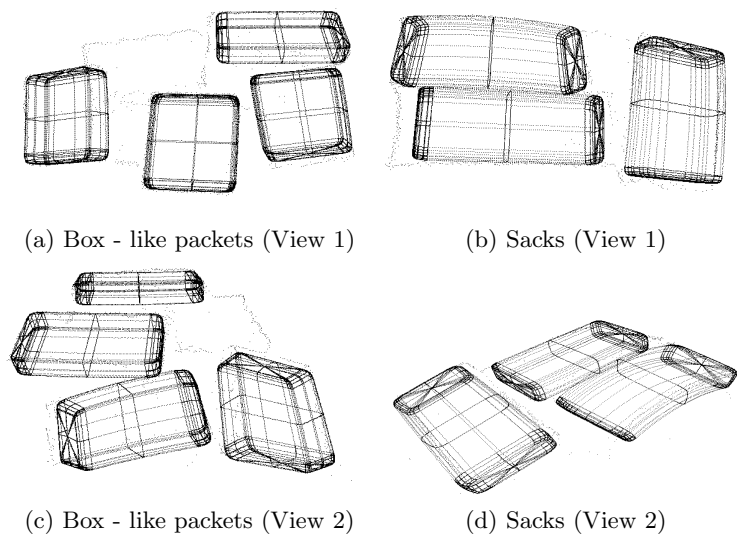 (a) Box - like packets (View 1)
(b) Sacks (View 1)
(c) Box - like packets (View 2)
(d) Sacks (View 2)